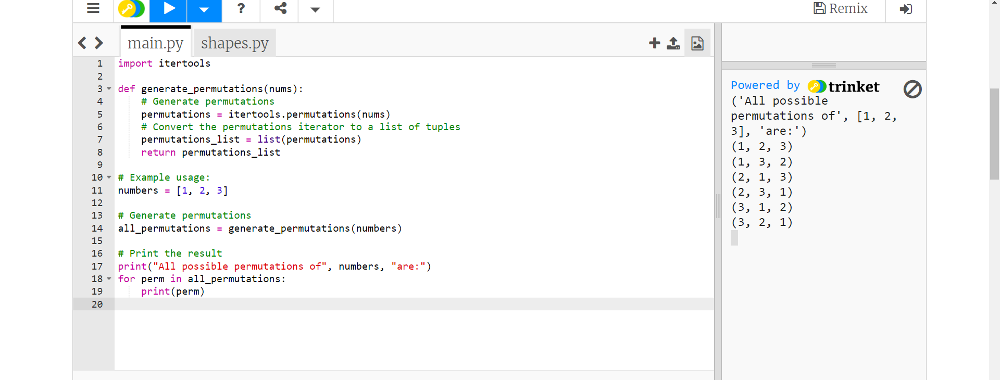 ? Remix
main.py shapes.py
1 import itertools
2
3 def generate_permutations(nums):
4 # Generate permutations
5 permutations = itertools.permutations(nums)
6 # Convert the permutations iterator to a list of tuples
7 permutations_list = list(permutations)
8 return permutations_list
9
10 # Example usage:
11 numbers = [1, 2, 3]
12
13 # Generate permutations
14 all_permutations = generate_permutations(numbers)
15
16 # Print the result
17 print("All possible permutations of", numbers, "are:")
18 for perm in all_permutations:
19 print(perm)
20
Powered by trinket
('All possible
permutations of', [1, 2,
3], 'are:')
(1, 2, 3)
(1, 3, 2)
(2, 1, 3)
(2, 3, 1)
(3, 1, 2)
(3, 2, 1)